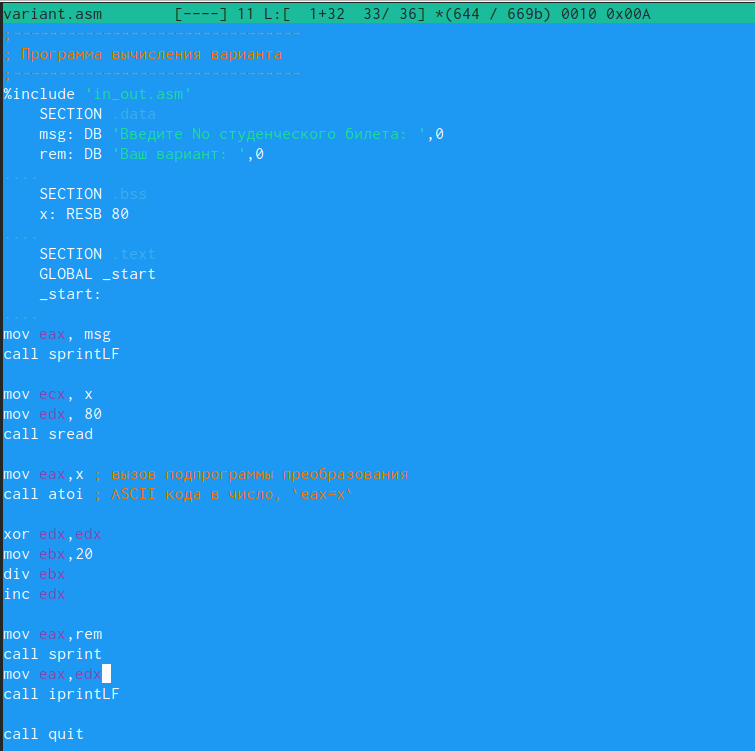 variant.asm        [----] 11 L:[  1+32  33/ 36] *(644 / 669b) 0010 0x00A
;--------------------------------
; Программа вычисления варианта
;--------------------------------
%include 'in_out.asm'
    SECTION .data
    msg: DB 'Введите No студенческого билета: ',0
    rem: DB 'Ваш вариант: ',0
....
    SECTION .bss
    x: RESB 80
....
    SECTION .text
    GLOBAL _start
    _start:
....
mov eax, msg
call sprintLF

mov ecx, x
mov edx, 80
call sread

mov eax,x ; вызов подпрограммы преобразования
call atoi ; ASCII кода в число, `eax=x`

xor edx,edx
mov ebx,20
div ebx
inc edx

mov eax,rem
call sprint
mov eax,edx
call iprintLF

call quit